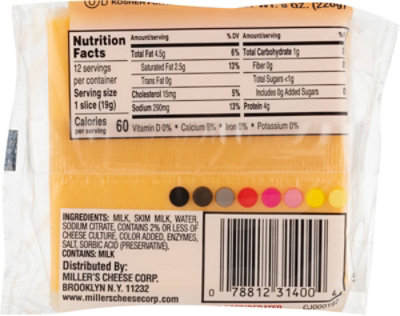 D KOSHER FOR
NET WT. 8 OZ. (226g)
Nutrition Facts
12 servings per container
Serving size
1 slice (19g)
Calories per serving 60
Amount/serving % DV
Total Fat 4.5g 6%
Saturated Fat 2.5g 13%
Trans Fat 0g
Cholesterol 15mg 5%
Sodium 290mg 13%
Amount/serving % DV
Total Carbohydrate 1g
Fiber 0g
Total Sugars <1g
Includes 0g Added Sugars
Protein 4g
Vitamin D 0% • Calcium 8% • Iron 0% • Potassium 0%
INGREDIENTS: MILK, SKIM MILK, WATER,
SODIUM CITRATE, CONTAINS 2% OR LESS OF
CHEESE CULTURE, COLOR ADDED, ENZYMES,
SALT, SORBIC ACID (PRESERVATIVE).
CONTAINS: MILK
Distributed By:
MILLER'S CHEESE CORP.
BROOKLYN N.Y. 11232
www.millerscheesecorp.com
0 78812 31400 4